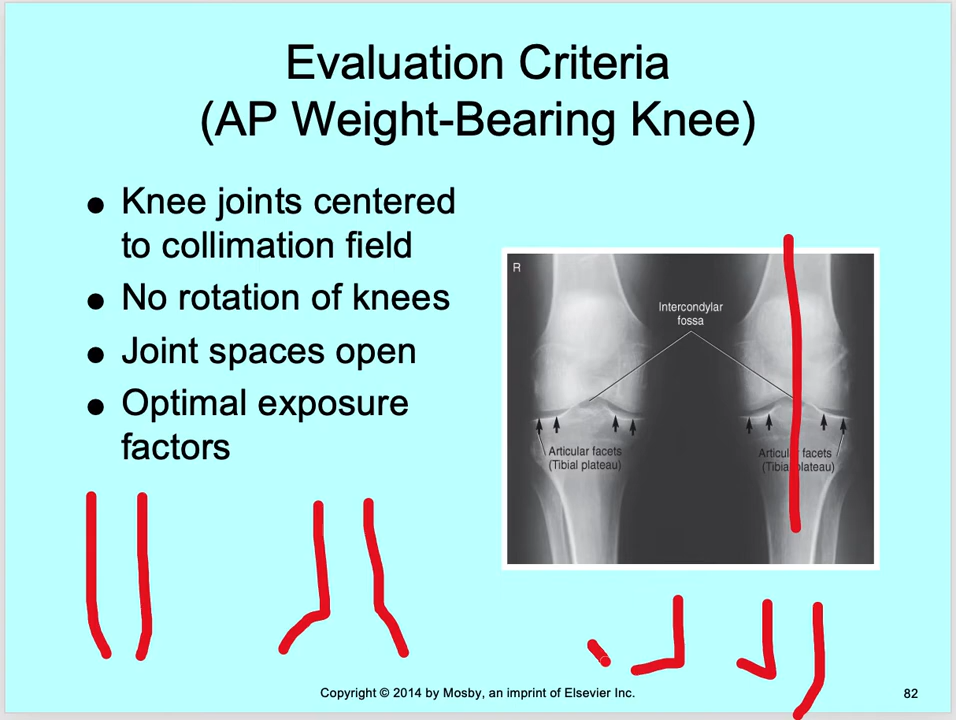 Evaluation Criteria
(AP Weight-Bearing Knee)
● Knee joints centered
to collimation field
● No rotation of knees
● Joint spaces open
● Optimal exposure
factors
R
Intercondylar
fossa
Articular facets
(Tibial plateau)
Articular facets
(Tibial plateau)
Copyright © 2014 by Mosby, an imprint of Elsevier Inc.
82